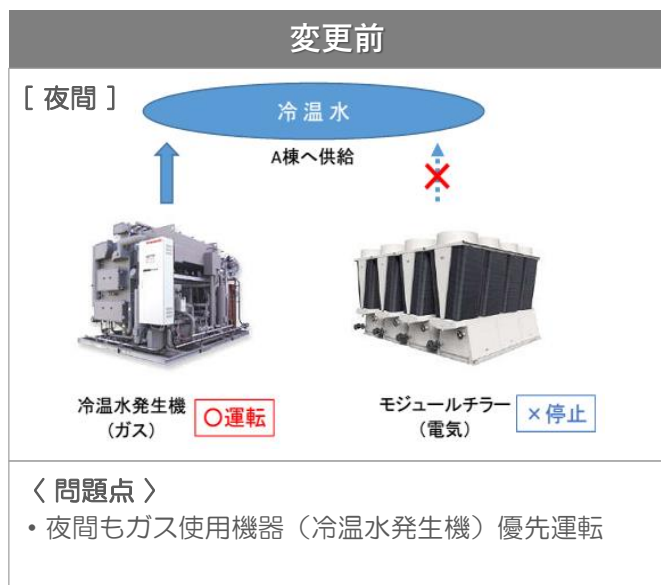 変更前
[ 夜間 ]
冷温水
A棟へ供給
冷温水発生機
(ガス)
〇運転
モジュールチラー
(電気)
×停止
〈 問題点 〉
・夜間もガス使用機器（冷温水発生機）優先運転